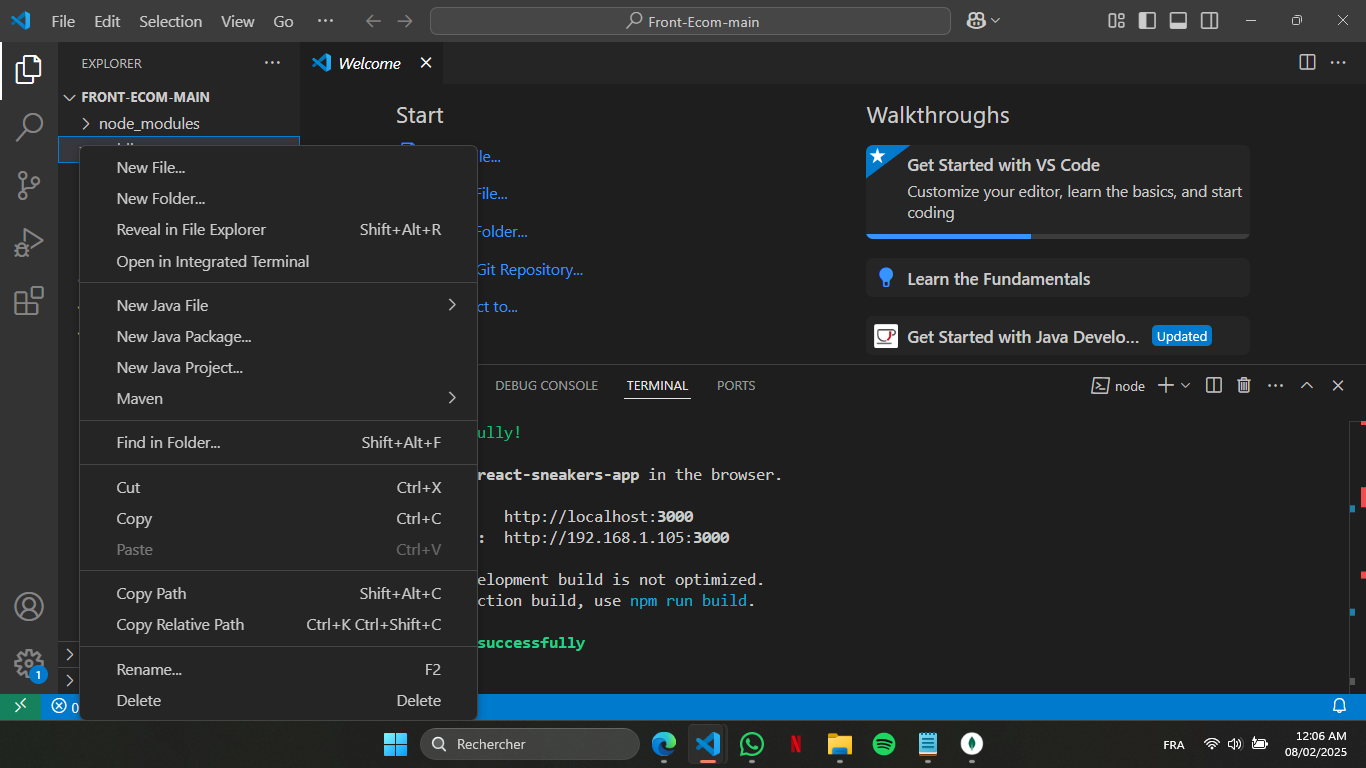 File Edit Selection View Go ··· Front-Ecom-main
EXPLORER ···
Welcome
FRONT-ECOM-MAIN
node_modules
Start
le...
File...
Folder...
Git Repository...
ct to...
Walkthroughs
Get Started with VS Code
Customize your editor, learn the basics, and start
coding
Learn the Fundamentals
Get Started with Java Develo... Updated
New File...
New Folder...
Reveal in File Explorer Shift+Alt+R
Open in Integrated Terminal
New Java File
New Java Package...
New Java Project...
Maven
Find in Folder... Shift+Alt+F
Cut Ctrl+X
Copy Ctrl+C
Paste Ctrl+V
Copy Path Shift+Alt+C
Copy Relative Path Ctrl+K Ctrl+Shift+C
Rename... F2
Delete Delete
DEBUG CONSOLE TERMINAL PORTS node
ully!
react-sneakers-app in the browser.
http://localhost:3000
: http://192.168.1.105:3000
elopment build is not optimized.
ction build, use npm run build.
successfully
1
0
Rechercher
N
FRA
12:06 AM
08/02/2025